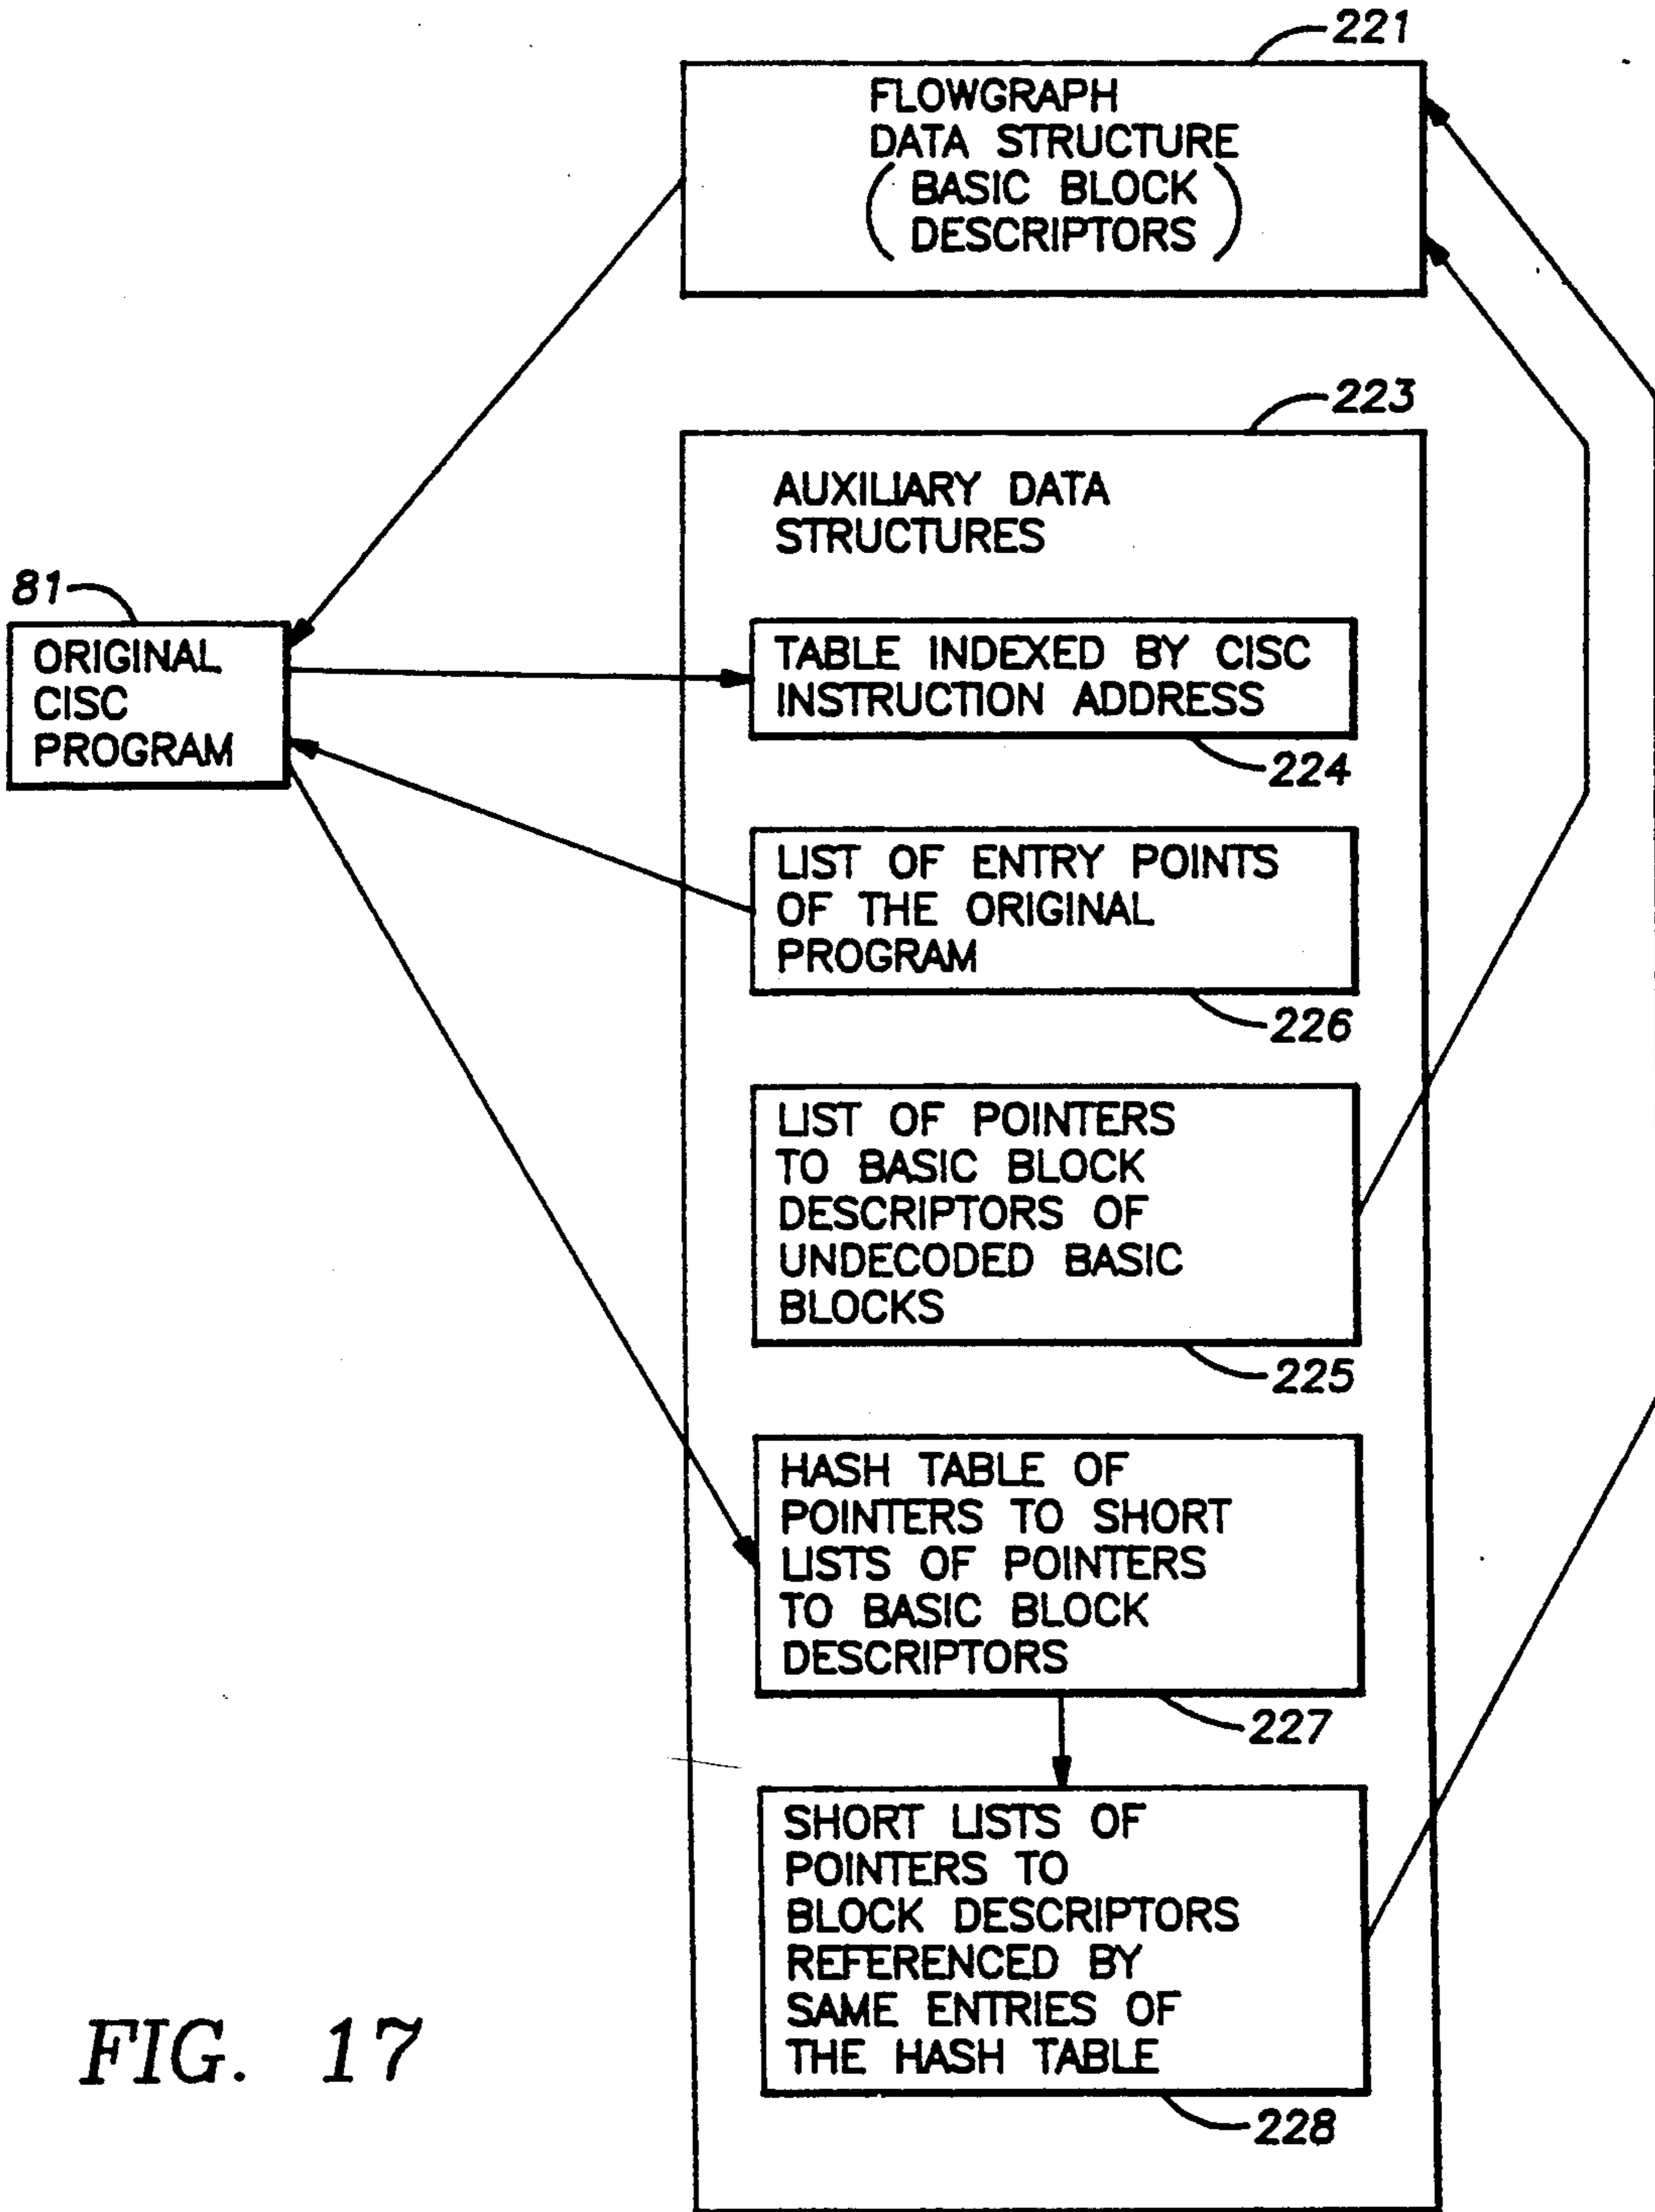 221
FLOWGRAPH
DATA STRUCTURE
( BASIC BLOCK
DESCRIPTORS )
223
AUXILIARY DATA
STRUCTURES
81
ORIGINAL
CISC
PROGRAM
TABLE INDEXED BY CISC
INSTRUCTION ADDRESS
224
LIST OF ENTRY POINTS
OF THE ORIGINAL
PROGRAM
226
LIST OF POINTERS
TO BASIC BLOCK
DESCRIPTORS OF
UNDECODED BASIC
BLOCKS
225
HASH TABLE OF
POINTERS TO SHORT
LISTS OF POINTERS
TO BASIC BLOCK
DESCRIPTORS
227
SHORT LISTS OF
POINTERS TO
BLOCK DESCRIPTORS
REFERENCED BY
SAME ENTRIES OF
THE HASH TABLE
228
FIG. 17